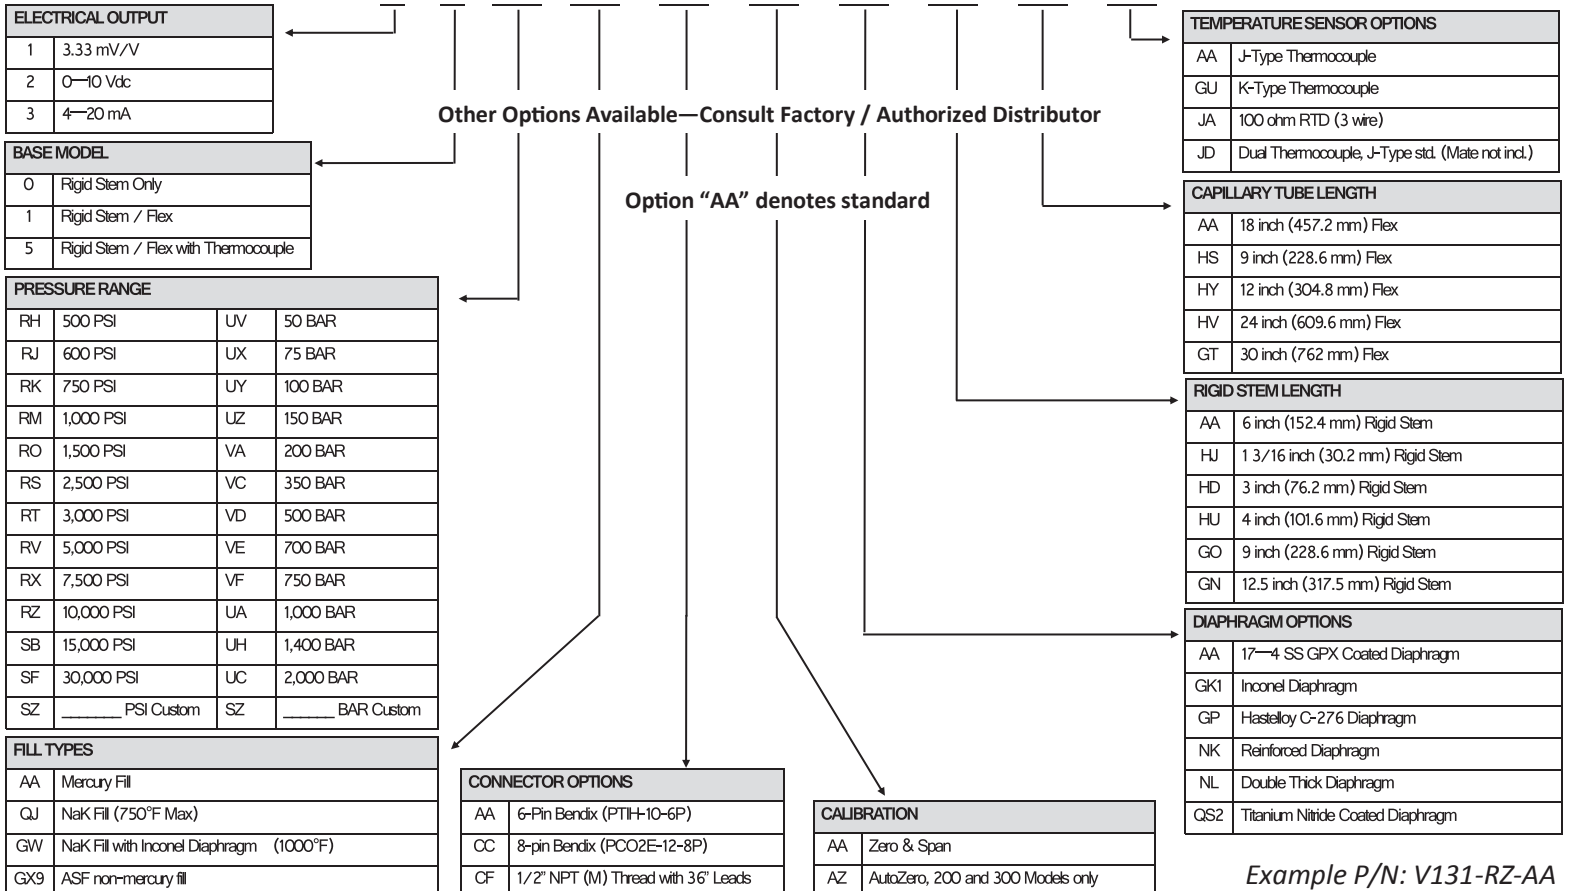 ELECTRICAL OUTPUT
1 3.33 mV/V
2 0—10 Vdc
3 4—20 mA
BASE MODEL
0 Rigid Stem Only
1 Rigid Stem / Flex
5 Rigid Stem / Flex with Thermocouple
PRESSURE RANGE
RH 500 PSI UV 50 BAR
RJ 600 PSI UX 75 BAR
RK 750 PSI UY 100 BAR
RM 1,000 PSI UZ 150 BAR
RO 1,500 PSI VA 200 BAR
RS 2,500 PSI VC 350 BAR
RT 3,000 PSI VD 500 BAR
RV 5,000 PSI VE 700 BAR
RX 7,500 PSI VF 750 BAR
RZ 10,000 PSI UA 1,000 BAR
SB 15,000 PSI UH 1,400 BAR
SF 30,000 PSI UC 2,000 BAR
SZ _______ PSI Custom SZ ______ BAR Custom
FILL TYPES
AA Mercury Fill
QJ NaK Fill (750°F Max)
GW NaK Fill with Inconel Diaphragm (1000°F)
GX9 ASF non-mercury fill
Other Options Available—Consult Factory / Authorized Distributor
Option “AA” denotes standard
CONNECTOR OPTIONS
AA 6-Pin Bendix (PTIH-10-6P)
CC 8-pin Bendix (PCO2E-12-8P)
CF 1/2” NPT (M) Thread with 36” Leads
CALIBRATION
AA Zero & Span
AZ AutoZero, 200 and 300 Models only
TEMPERATURE SENSOR OPTIONS
AA J-Type Thermocouple
GU K-Type Thermocouple
JA 100 ohm RTD (3 wire)
JD Dual Thermocouple, J-Type std. (Mate not incl.)
CAPILLARY TUBE LENGTH
AA 18 inch (457.2 mm) Flex
HS 9 inch (228.6 mm) Flex
HY 12 inch (304.8 mm) Flex
HV 24 inch (609.6 mm) Flex
GT 30 inch (762 mm) Flex
RIGID STEM LENGTH
AA 6 inch (152.4 mm) Rigid Stem
HJ 1 3/16 inch (30.2 mm) Rigid Stem
HD 3 inch (76.2 mm) Rigid Stem
HU 4 inch (101.6 mm) Rigid Stem
GO 9 inch (228.6 mm) Rigid Stem
GN 12.5 inch (317.5 mm) Rigid Stem
DIAPHRAGM OPTIONS
AA 17—4 SS GPX Coated Diaphragm
GK1 Inconel Diaphragm
GP Hastelloy C-276 Diaphragm
NK Reinforced Diaphragm
NL Double Thick Diaphragm
QS2 Titanium Nitride Coated Diaphragm
Example P/N: V131-RZ-AA